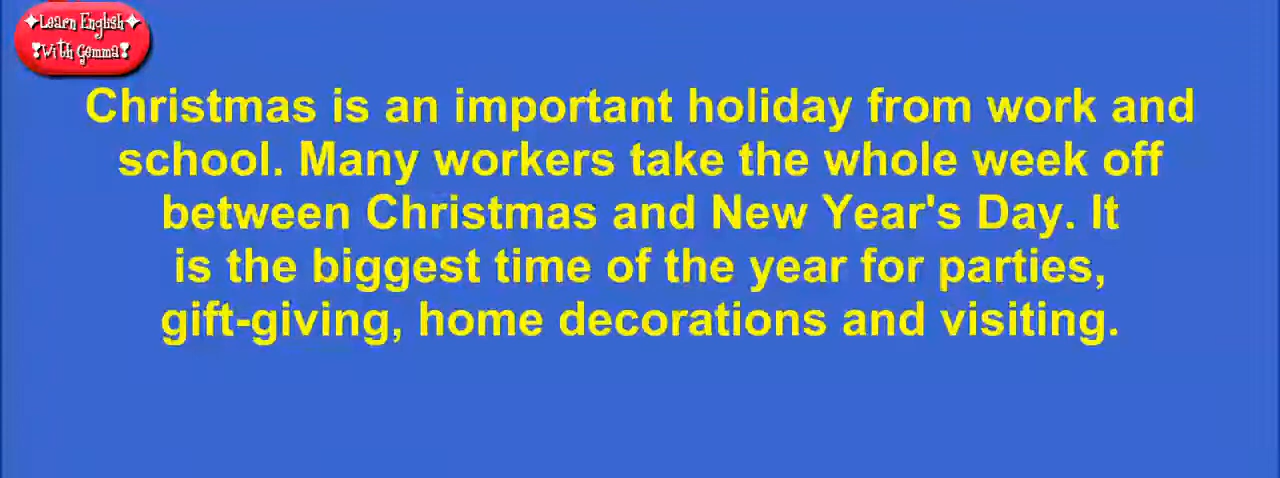 Learn English
With Gemma
Christmas is an important holiday from work and
school. Many workers take the whole week off
between Christmas and New Year's Day. It
is the biggest time of the year for parties,
gift-giving, home decorations and visiting.